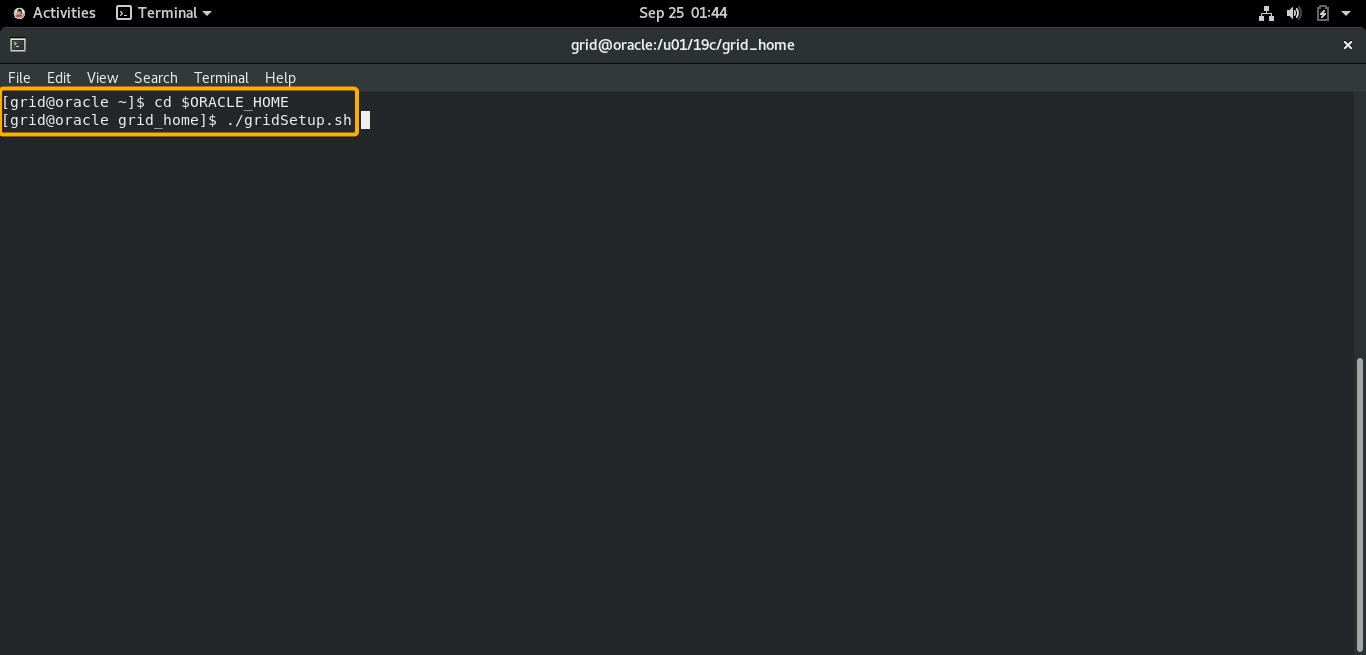 Activities Terminal Sep 25 01:44
grid@oracle:/u01/19c/grid_home
File Edit View Search Terminal Help
[grid@oracle ~]$ cd $ORACLE_HOME
[grid@oracle grid_home]$ ./gridSetup.sh